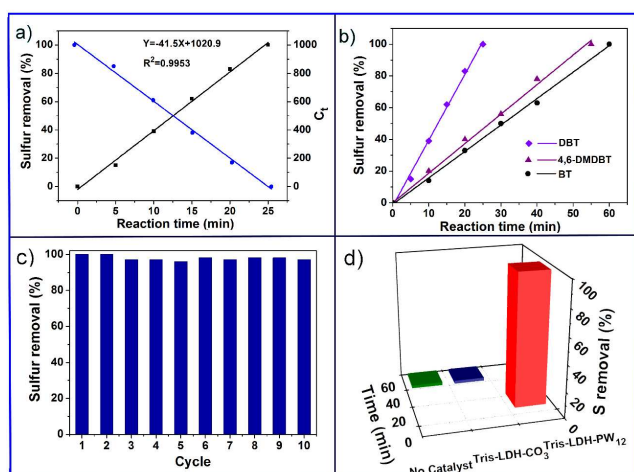 a)
Y=-41.5X+1020.9
R²=0.9953
Sulfur removal (%)
100
80
60
40
20
0
1000
800
600
400
200
0
Ct
0 5 10 15 20 25
Reaction time (min)
b)
Sulfur removal (%)
100
80
60
40
20
0
DBT
4,6-DMDBT
BT
0 10 20 30 40 50 60
Reaction time (min)
c)
Sulfur removal (%)
100
80
60
40
20
0
1 2 3 4 5 6 7 8 9 10
Cycle
d)
S removal (%)
100
80
60
40
20
0
Time (min)
60
40
20
0
No Catalyst
Tris-LDH-CO₃
Tris-LDH-PW₁₂